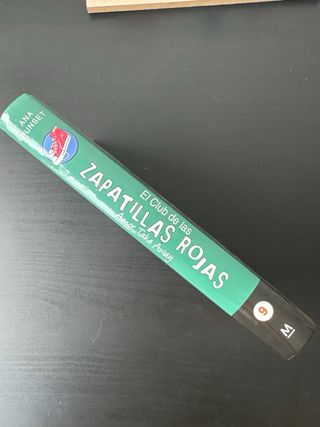 ANA
PUNSET
El Club de las
ZAPATILLAS ROJAS
Amor Take Away
9
M